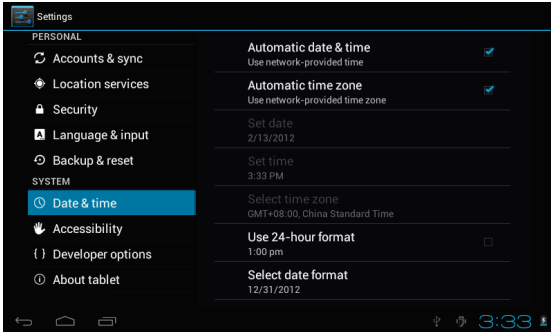 Settings
PERSONAL
Accounts & sync
Location services
Security
Language & input
Backup & reset
SYSTEM
Date & time
Accessibility
Developer options
About tablet
Automatic date & time
Use network-provided time
Automatic time zone
Use network-provided time zone
Set date
2/13/2012
Set time
3:33 PM
Select time zone
GMT+08:00, China Standard Time
Use 24-hour format
1:00 pm
Select date format
12/31/2012
3:33